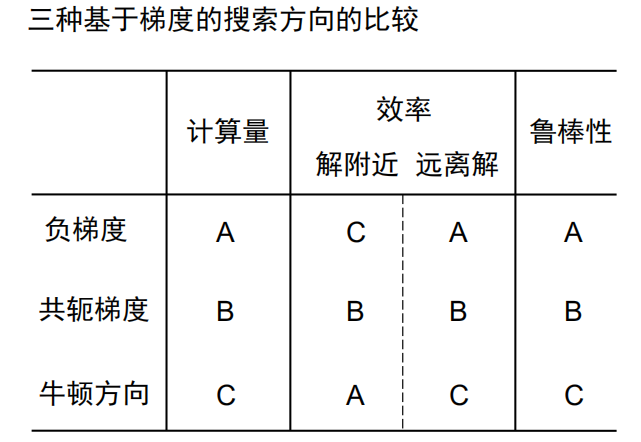 三种基于梯度的搜索方向的比较
计算量 效率 鲁棒性
解附近 远离解
负梯度 A C A A
共轭梯度 B B B B
牛顿方向 C A C C